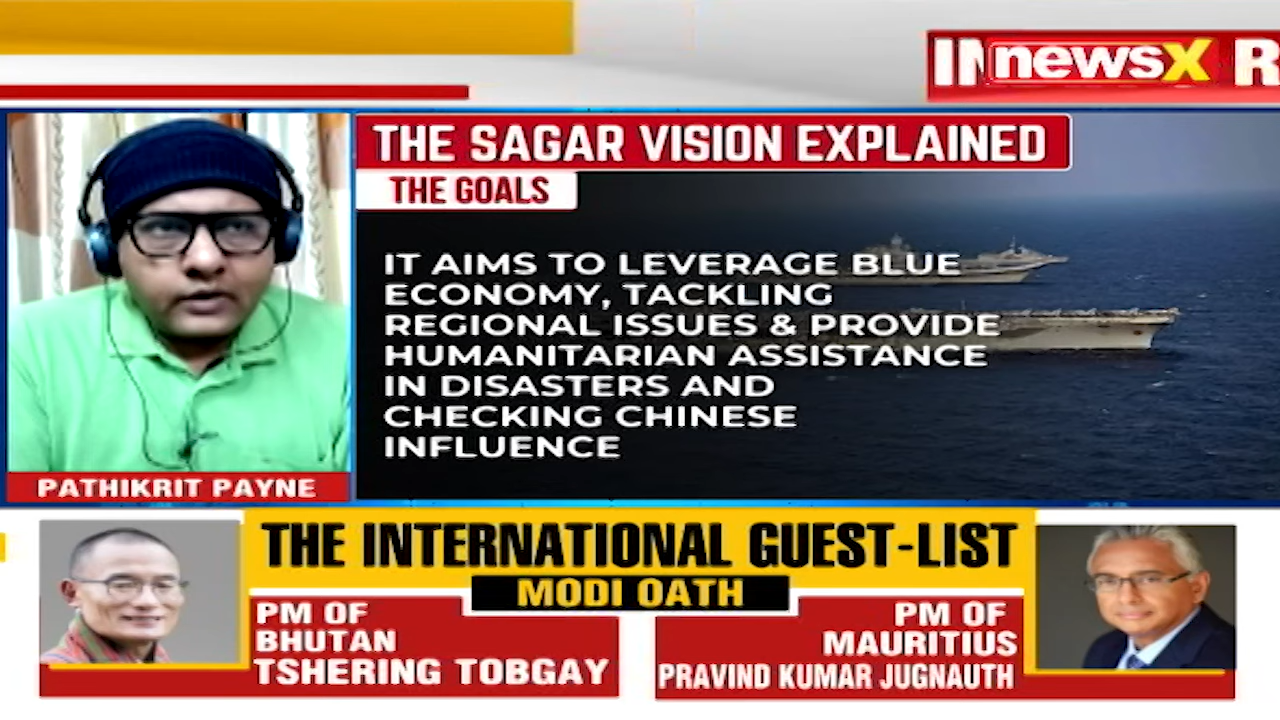 newsX R
THE SAGAR VISION EXPLAINED
THE GOALS
IT AIMS TO LEVERAGE BLUE
ECONOMY, TACKLING
REGIONAL ISSUES & PROVIDE
HUMANITARIAN ASSISTANCE
IN DISASTERS AND
CHECKING CHINESE
INFLUENCE
PATHIKRIT PAYNE
THE INTERNATIONAL GUEST-LIST
MODI OATH
PM OF
BHUTAN
TSHERING TOBGAY
PM OF
MAURITIUS
PRAVIND KUMAR JUGNAUTH